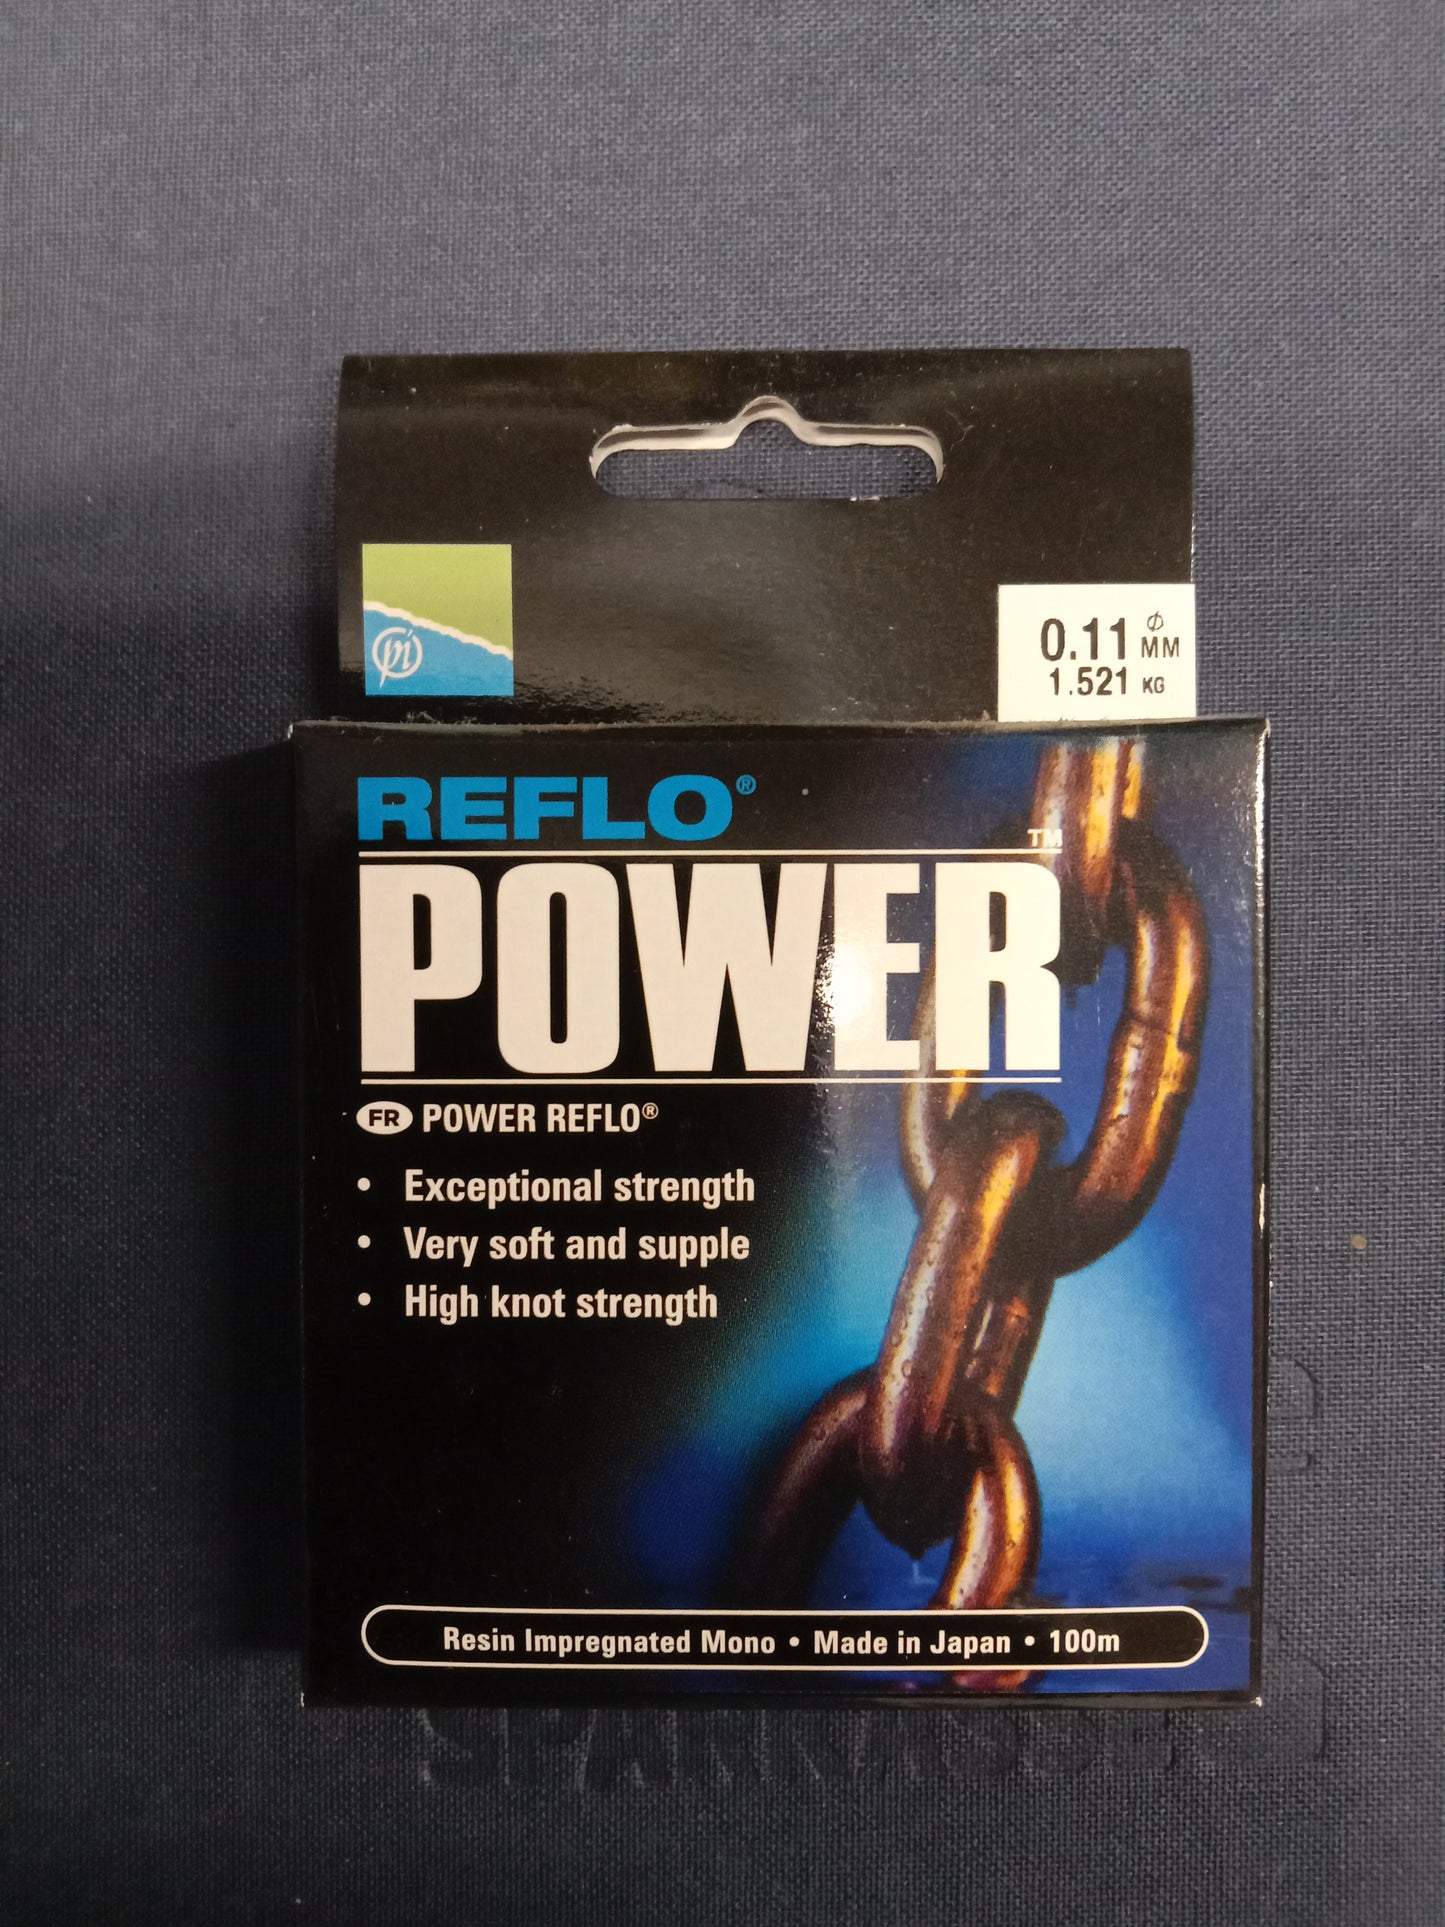 pi
0.11 ϕ MM
1.521 KG
REFLO®
POWER™
FR POWER REFLO®
• Exceptional strength
• Very soft and supple
• High knot strength
Resin Impregnated Mono • Made in Japan • 100m